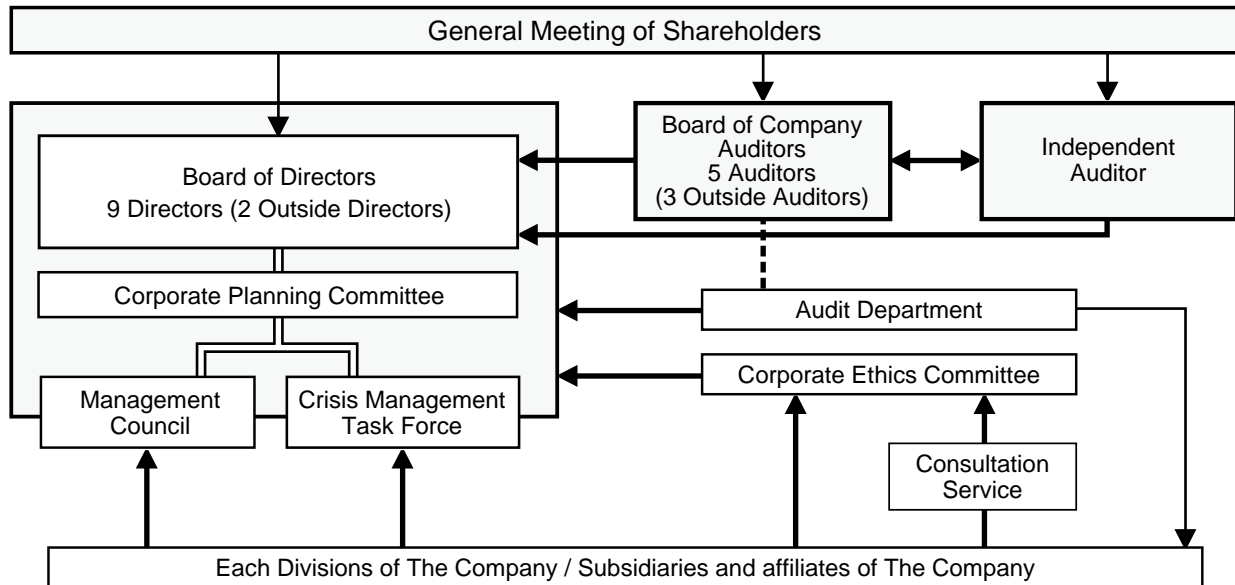 General Meeting of Shareholders
Board of Directors
9 Directors (2 Outside Directors)
Board of Company
Auditors
5 Auditors
(3 Outside Auditors)
Independent
Auditor
Corporate Planning Committee
Audit Department
Corporate Ethics Committee
Management
Council
Crisis Management
Task Force
Consultation
Service
Each Divisions of The Company / Subsidiaries and affiliates of The Company